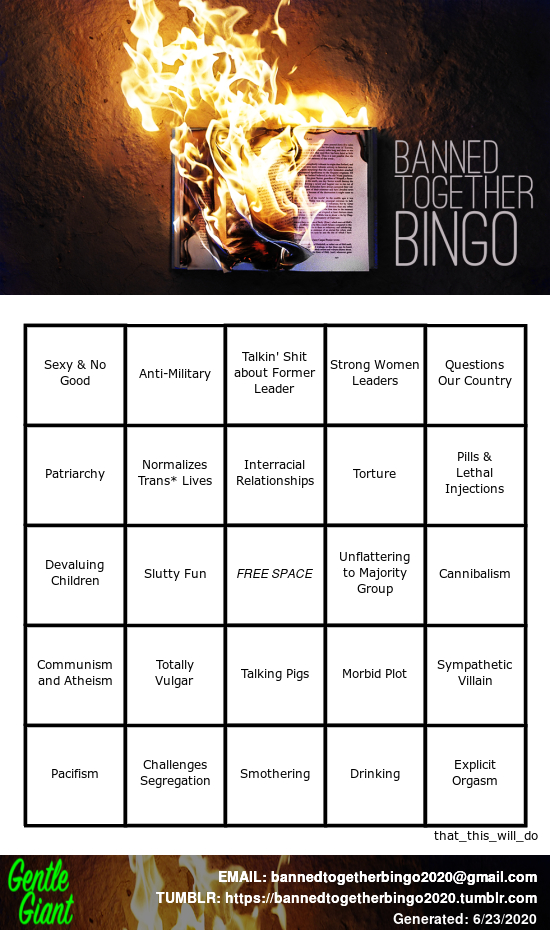 BANNED
TOGETHER
BINGO
Sexy & No
Good
Anti-Military
Talkin' Shit
about Former
Leader
Strong Women
Leaders
Questions
Our Country
Patriarchy
Normalizes
Trans* Lives
Interracial
Relationships
Torture
Pills &
Lethal
Injections
Devaluing
Children
Slutty Fun
FREE SPACE
Unflattering
to Majority
Group
Cannibalism
Communism
and Atheism
Totally
Vulgar
Talking Pigs
Morbid Plot
Sympathetic
Villain
Pacifism
Challenges
Segregation
Smothering
Drinking
Explicit
Orgasm
that_this_will_do
Gentle
Giant
EMAIL: bannedtogetherbingo2020@gmail.com
TUMBLR: https://bannedtogetherbingo2020.tumblr.com
Generated: 6/23/2020